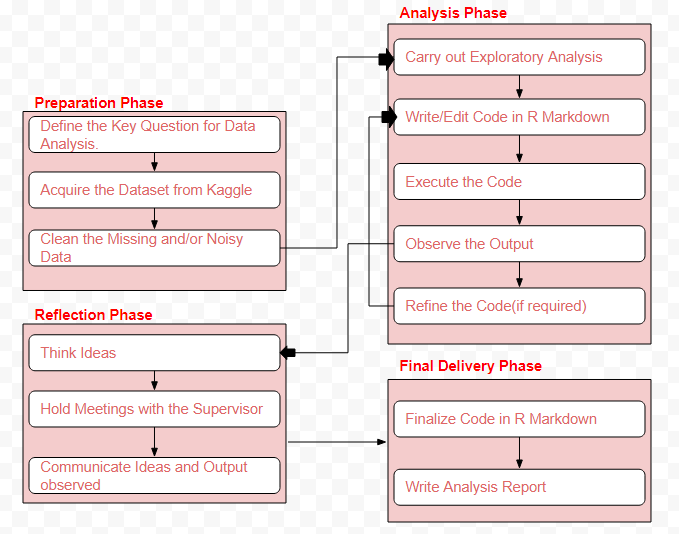 Preparation Phase
Define the Key Question for Data
Analysis.
Acquire the Dataset from Kaggle
Clean the Missing and/or Noisy
Data
Analysis Phase
Carry out Exploratory Analysis
Write/Edit Code in R Markdown
Execute the Code
Observe the Output
Refine the Code(if required)
Reflection Phase
Think Ideas
Hold Meetings with the Supervisor
Communicate Ideas and Output
observed
Final Delivery Phase
Finalize Code in R Markdown
Write Analysis Report